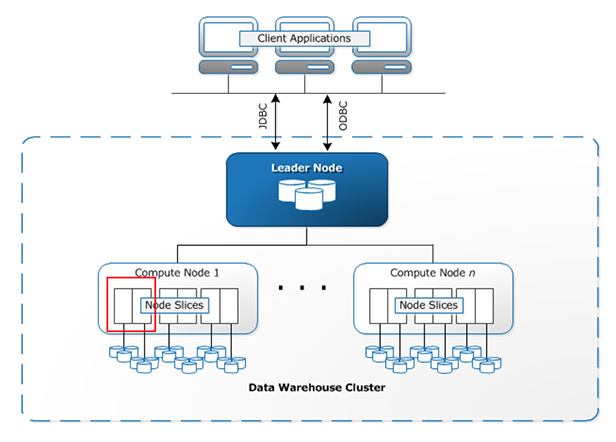 Client Applications
JDBC
ODBC
Leader Node
Compute Node 1
Compute Node n
Node Slices
Node Slices
. . .
Data Warehouse Cluster